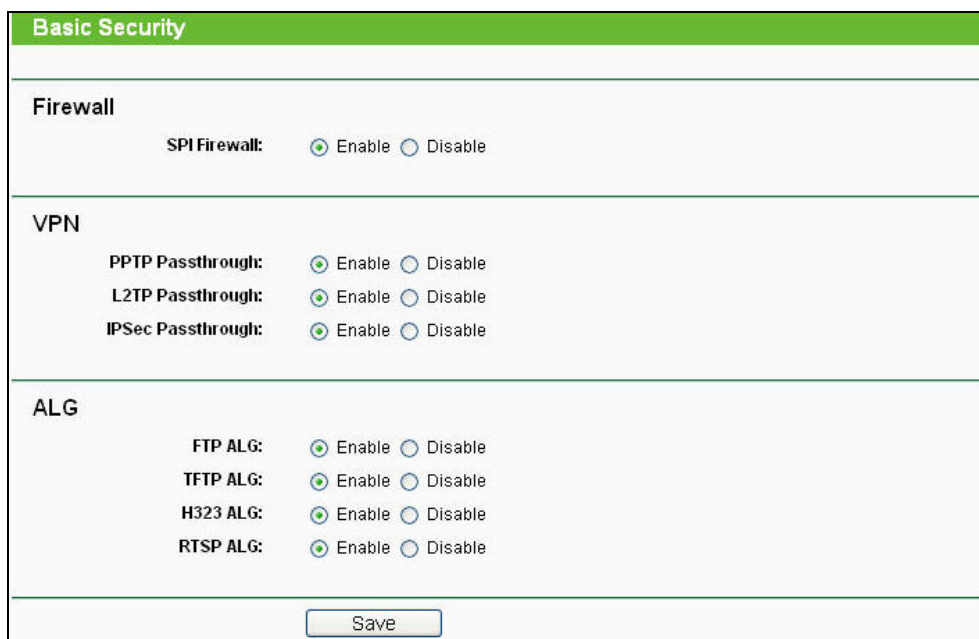 Basic Security
Firewall
SPI Firewall: Enable Disable
VPN
PPTP Passthrough: Enable Disable
L2TP Passthrough: Enable Disable
IPSec Passthrough: Enable Disable
ALG
FTP ALG: Enable Disable
TFTP ALG: Enable Disable
H323 ALG: Enable Disable
RTSP ALG: Enable Disable
Save